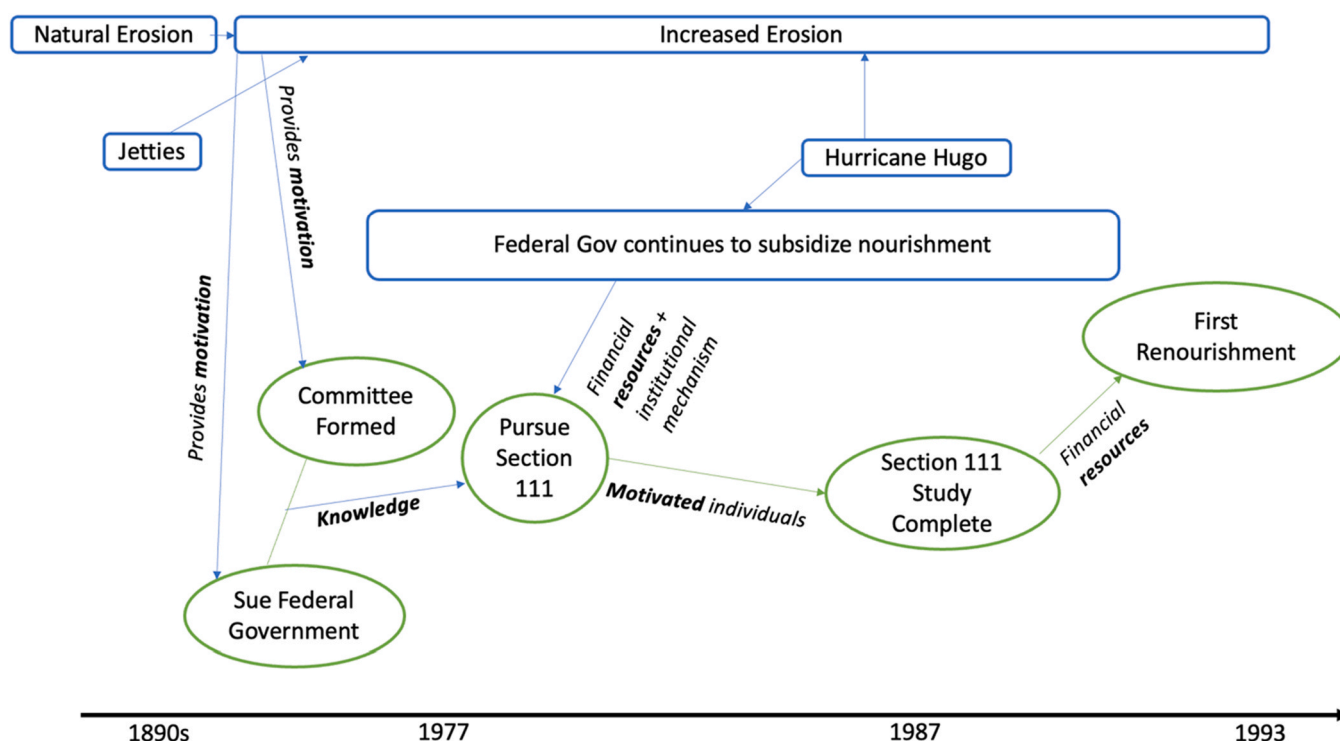 Natural Erosion
Increased Erosion
Jetties
Provides motivation
Hurricane Hugo
Federal Gov continues to subsidize nourishment
Provides motivation
Financial
resources +
institutional
mechanism
First
Renourishment
Committee
Formed
Pursue
Section
111
Knowledge
Motivated individuals
Section 111
Study
Complete
Financial
resources
Sue Federal
Government
1890s
1977
1987
1993